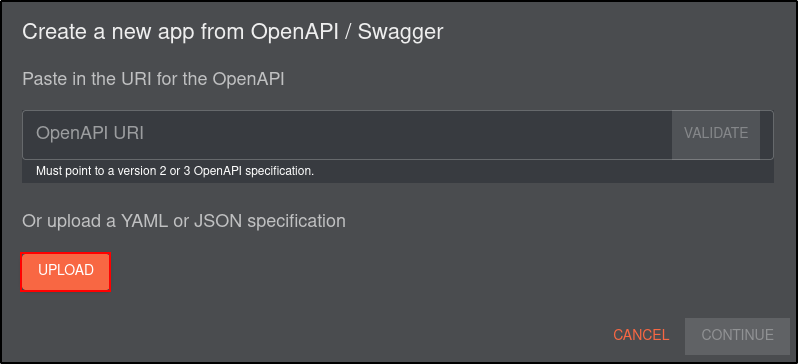 Create a new app from OpenAPI / Swagger
Paste in the URI for the OpenAPI
OpenAPI URI
VALIDATE
Must point to a version 2 or 3 OpenAPI specification.
Or upload a YAML or JSON specification
UPLOAD
CANCEL CONTINUE